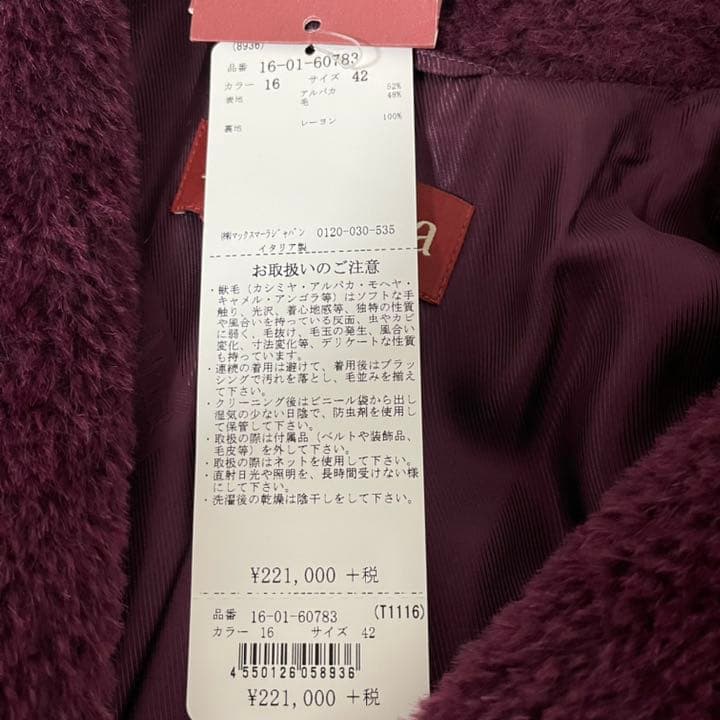 (8936)
品番 16-01-60783
カラー 16 サイズ 42
表地 アルパカ 52%
毛 48%
裏地 レーヨン 100%
㈱マックスマーラジャパン 0120-030-535
イタリア製
お取扱いのご注意
・獣毛(カシミヤ・アルパカ・モヘヤ・
キャメル・アンゴラ等)はソフトな手
触り、光沢、着心地感等、独特の性質
や風合いを持っている反面、虫やカビ
に弱く、毛抜け、毛玉の発生、風合い
変化、寸法変化等、デリケートな性質
も持っています。
・連続の着用は避けて、着用後はブラッ
シングで汚れを落とし、毛並みを揃え
て下さい。
・クリーニング後はビニール袋から出し
湿気の少ない日陰で、防虫剤を使用し
て保管して下さい。
・取扱の際は付属品(ベルトや装飾品、
毛皮等)を外して下さい。
・取扱の際はネットを使用して下さい。
・直射日光や照明を、長時間受けない様
にして下さい。
・洗濯後の乾燥は陰干しをして下さい。
¥221,000 +税
品番 16-01-60783 (T1116)
カラー 16 サイズ 42
4 550126 058936
¥221,000 +税
a